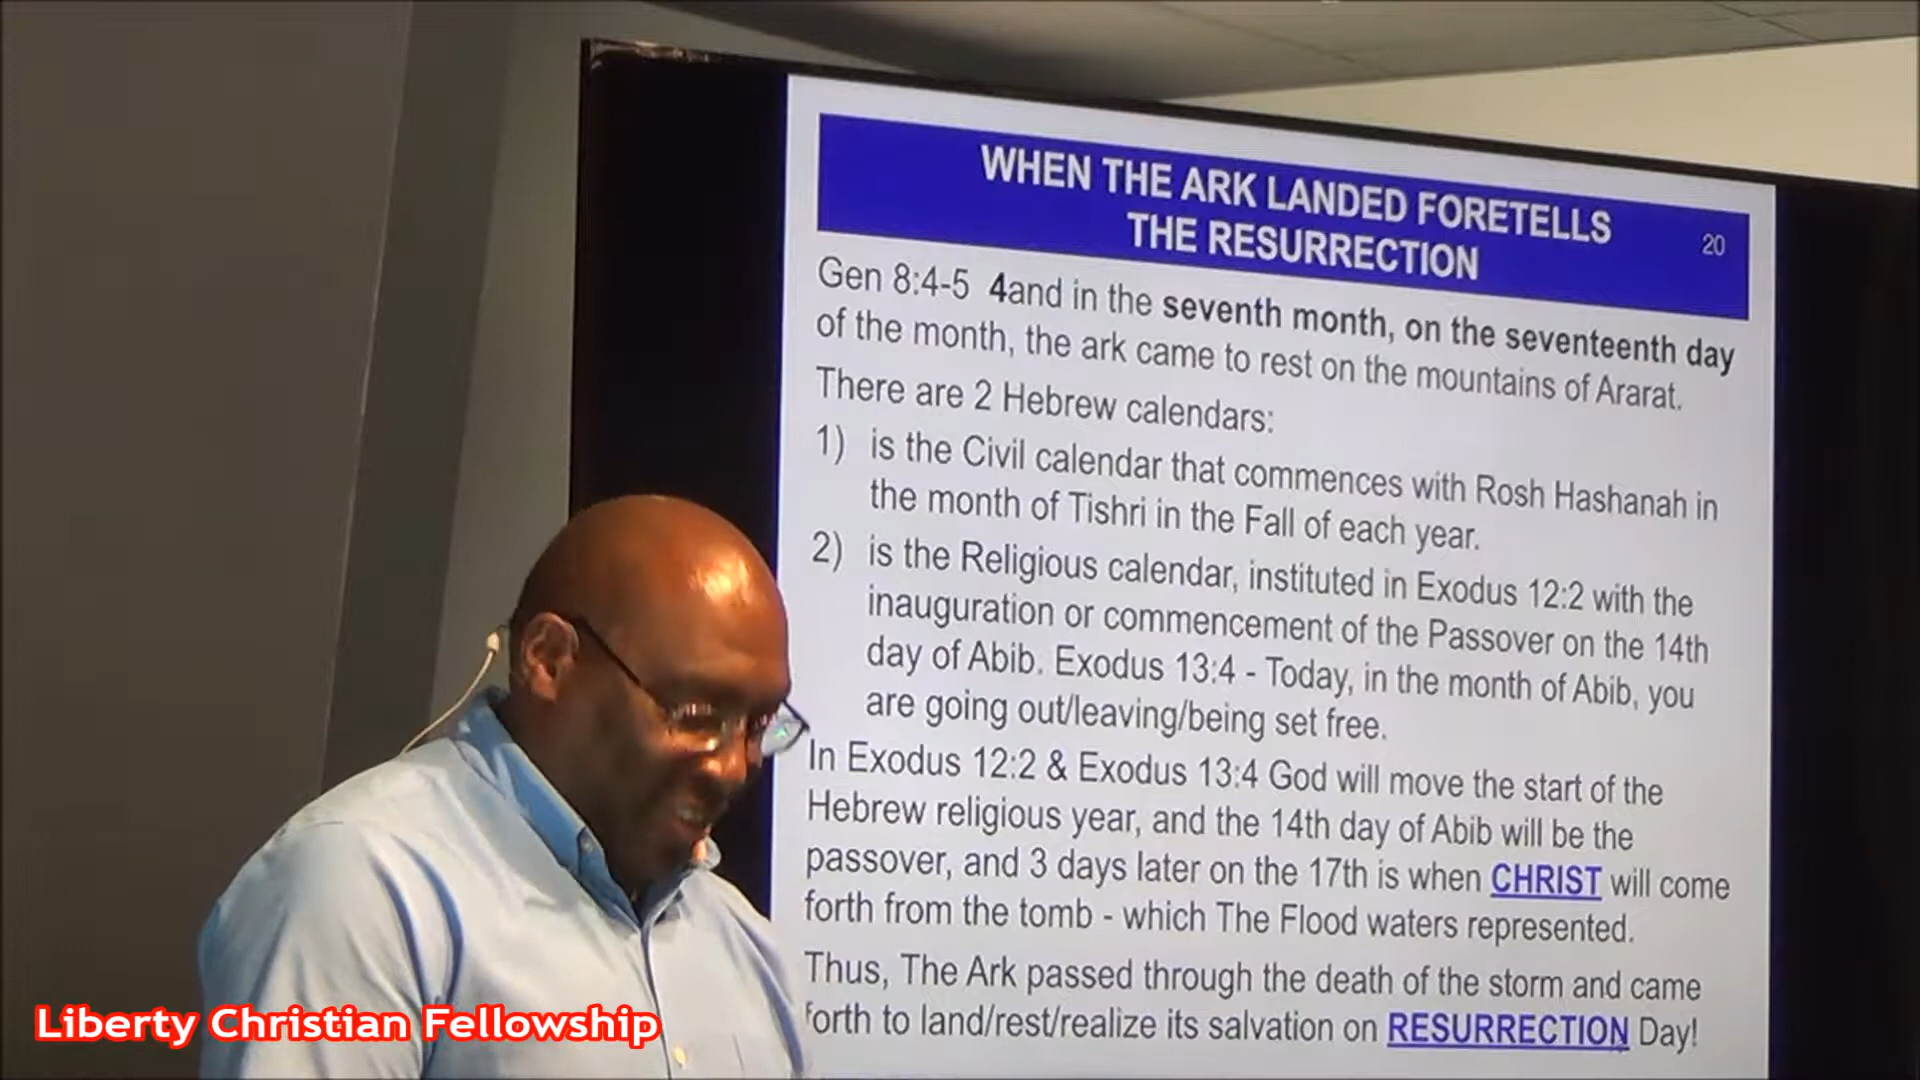 WHEN THE ARK LANDED FORETELLS
THE RESURRECTION
20
Gen 8:4-5 4and in the seventh month, on the seventeenth day
of the month, the ark came to rest on the mountains of Ararat.
There are 2 Hebrew calendars:
1) is the Civil calendar that commences with Rosh Hashanah in
the month of Tishri in the Fall of each year.
2) is the Religious calendar, instituted in Exodus 12:2 with the
inauguration or commencement of the Passover on the 14th
day of Abib. Exodus 13:4 - Today, in the month of Abib, you
are going out/leaving/being set free.
In Exodus 12:2 & Exodus 13:4 God will move the start of the
Hebrew religious year, and the 14th day of Abib will be the
passover, and 3 days later on the 17th is when CHRIST will come
forth from the tomb - which The Flood waters represented.
Thus, The Ark passed through the death of the storm and came
forth to land/rest/realize its salvation on RESURRECTION Day!
Liberty Christian Fellowship